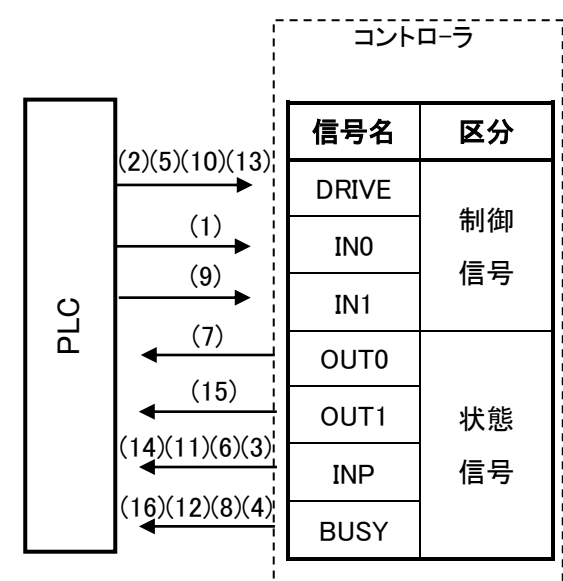 コントローラ
信号名 区分
(2)(5)(10)(13)
DRIVE
制御
信号
(1)
IN0
(9)
IN1
PLC
(7)
OUT0
(15)
OUT1
状態
信号
(14)(11)(6)(3)
INP
(16)(12)(8)(4)
BUSY